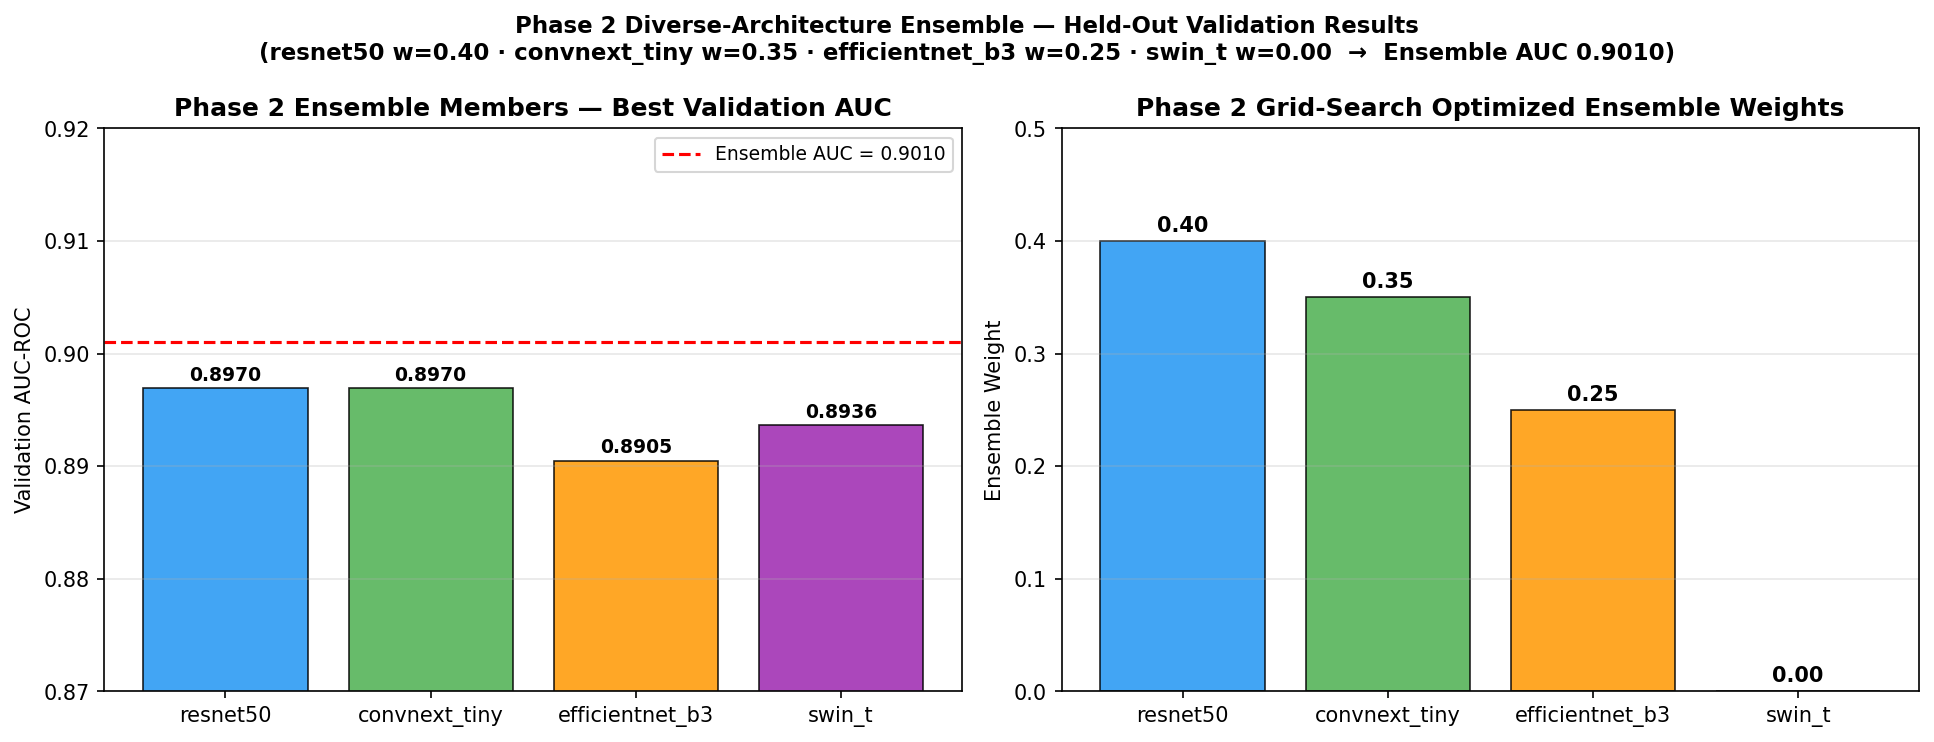 Phase 2 Diverse-Architecture Ensemble — Held-Out Validation Results
(resnet50 w=0.40 · convnext_tiny w=0.35 · efficientnet_b3 w=0.25 · swin_t w=0.00 → Ensemble AUC 0.9010)
Phase 2 Ensemble Members — Best Validation AUC
Ensemble AUC = 0.9010
Validation AUC-ROC
0.92
0.91
0.90
0.89
0.88
0.87
0.8970
0.8970
0.8905
0.8936
resnet50
convnext_tiny
efficientnet_b3
swin_t
Phase 2 Grid-Search Optimized Ensemble Weights
Ensemble Weight
0.5
0.4
0.3
0.2
0.1
0.0
0.40
0.35
0.25
0.00
resnet50
convnext_tiny
efficientnet_b3
swin_t